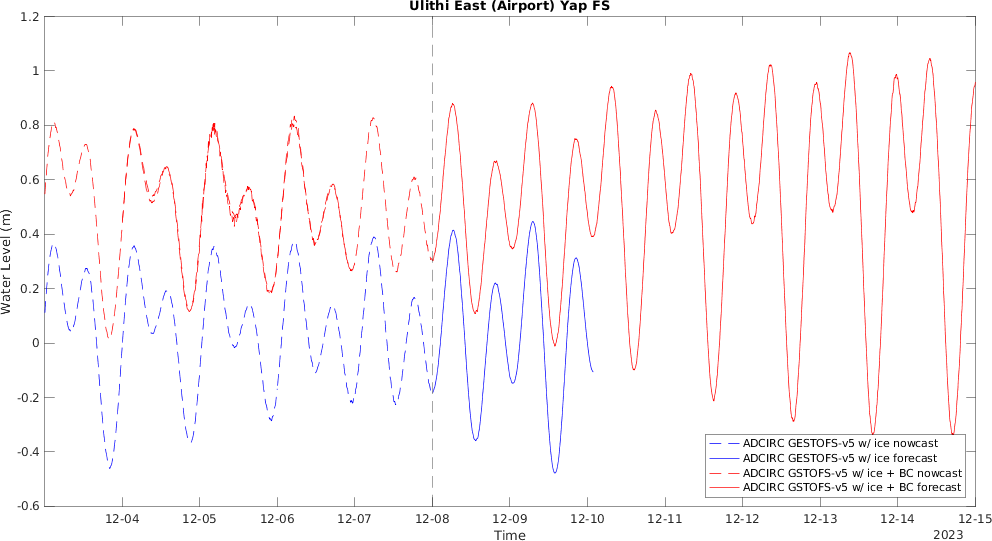 Ulithi East (Airport) Yap FS
1.2
1
0.8
0.6
0.4
0.2
0
-0.2
-0.4
-0.6
Water Level (m)
ADCIRC GESTOFS-v5 w/ ice nowcast
ADCIRC GESTOFS-v5 w/ ice forecast
ADCIRC GSTOFS-v5 w/ ice + BC nowcast
ADCIRC GSTOFS-v5 w/ ice + BC forecast
12-04 12-05 12-06 12-07 12-08 12-09 12-10 12-11 12-12 12-13 12-14 12-15
Time
2023